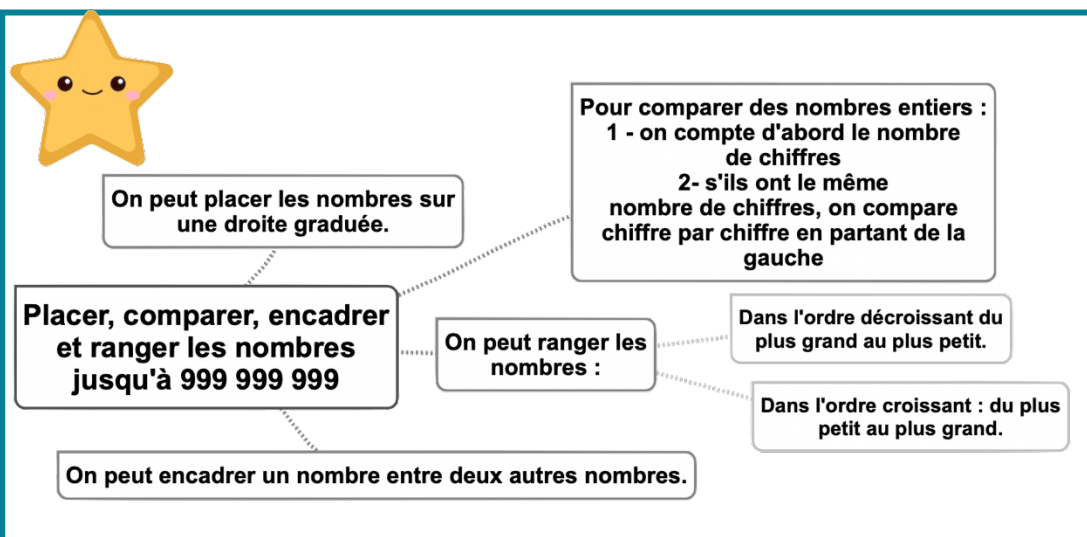 Pour comparer des nombres entiers :
1 - on compte d'abord le nombre
de chiffres
2- s'ils ont le même
nombre de chiffres, on compare
chiffre par chiffre en partant de la
gauche
On peut placer les nombres sur
une droite graduée.
Placer, comparer, encadrer
et ranger les nombres
jusqu'à 999 999 999
On peut ranger les
nombres :
Dans l'ordre décroissant du
plus grand au plus petit.
Dans l'ordre croissant : du plus
petit au plus grand.
On peut encadrer un nombre entre deux autres nombres.